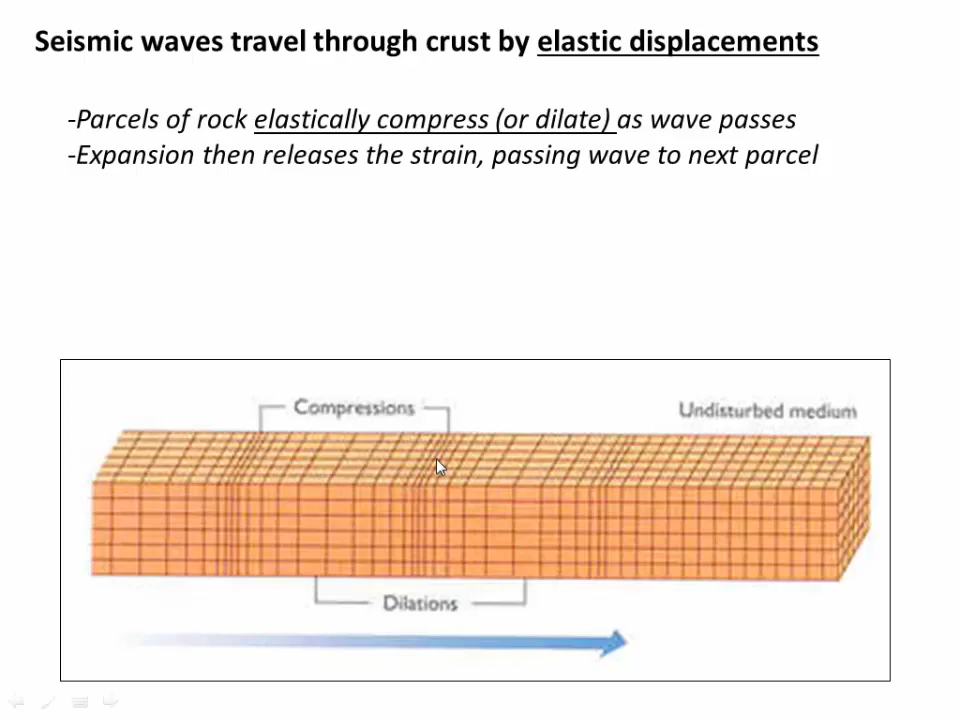 Seismic waves travel through crust by elastic displacements
-Parcels of rock elastically compress (or dilate) as wave passes
-Expansion then releases the strain, passing wave to next parcel
Compressions
Undisturbed medium
Dilations